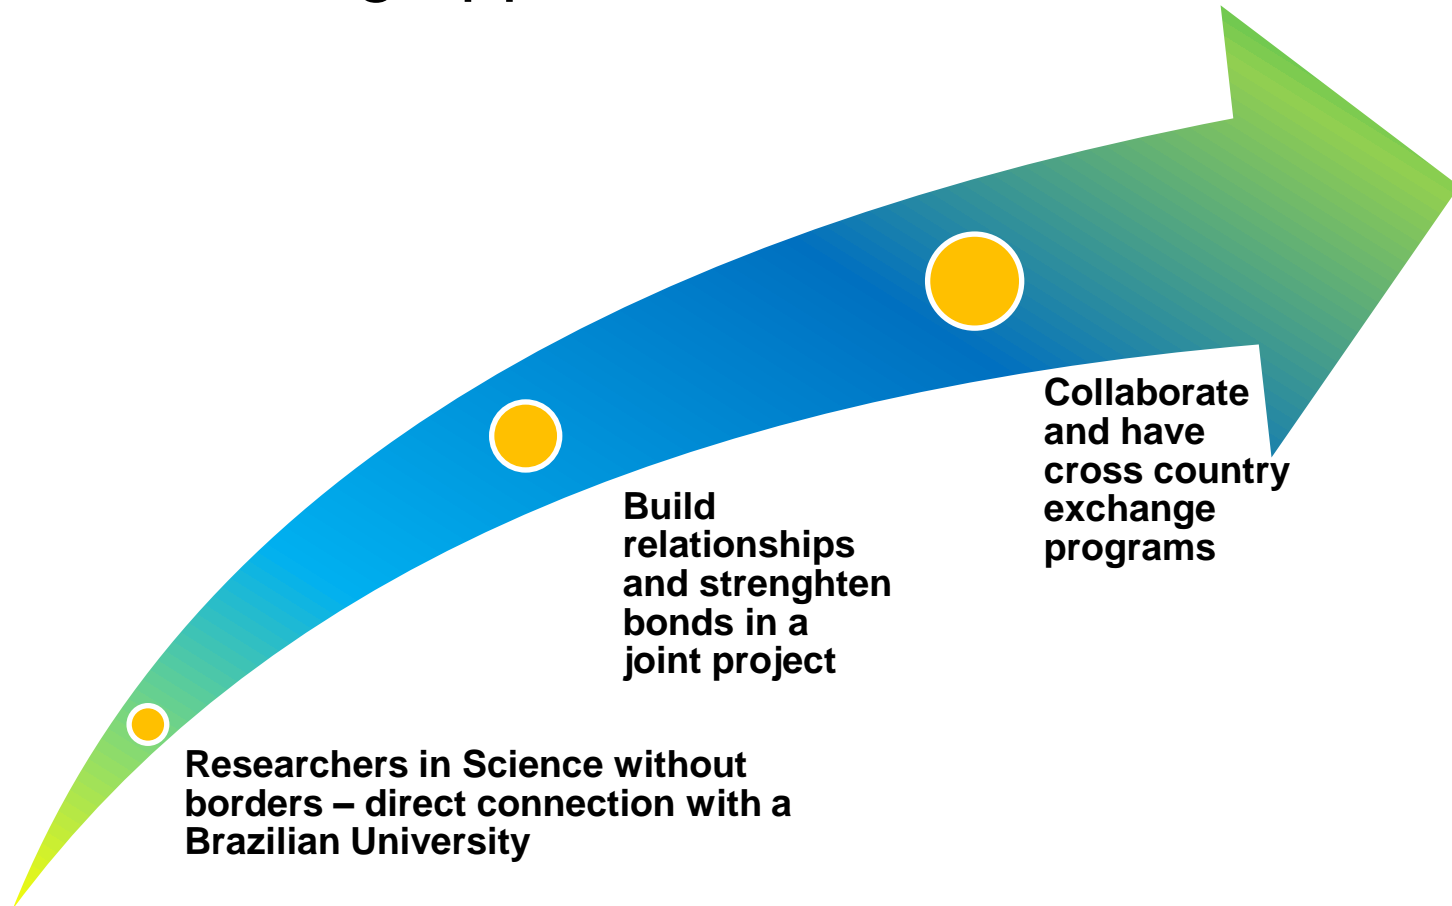 Collaborate
and have
cross country
exchange
programs
Build
relationships
and strenghten
bonds in a
joint project
Researchers in Science without
borders – direct connection with a
Brazilian University